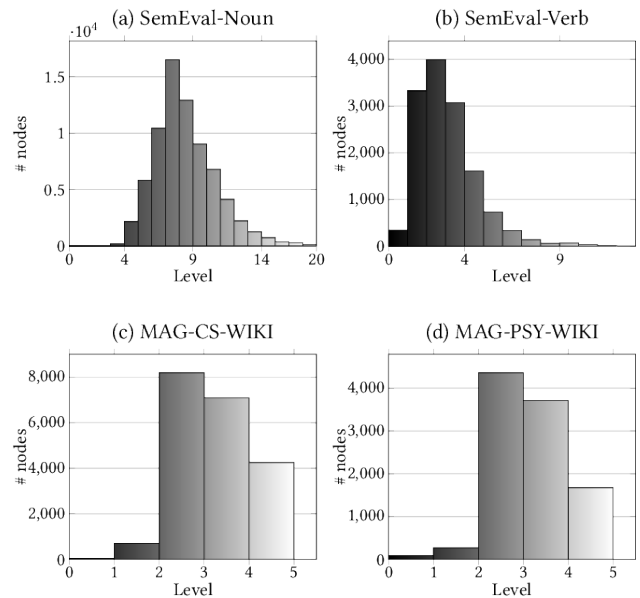 (a) SemEval-Noun
·10⁴
1.5
1
0.5
0
# nodes
0 4 9 14 20
Level
(b) SemEval-Verb
4,000
3,000
2,000
1,000
0
# nodes
0 4 9
Level
(c) MAG-CS-WIKI
8,000
6,000
4,000
2,000
0
# nodes
0 1 2 3 4 5
Level
(d) MAG-PSY-WIKI
4,000
3,000
2,000
1,000
0
# nodes
0 1 2 3 4 5
Level